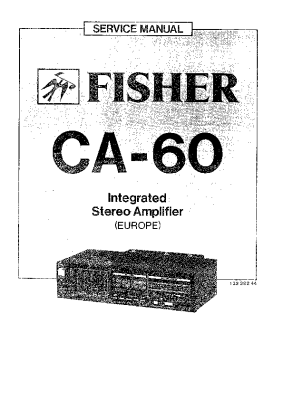 SERVICE MANUAL
FISHER
CA-60
Integrated
Stereo Amplifier
(EUROPE)